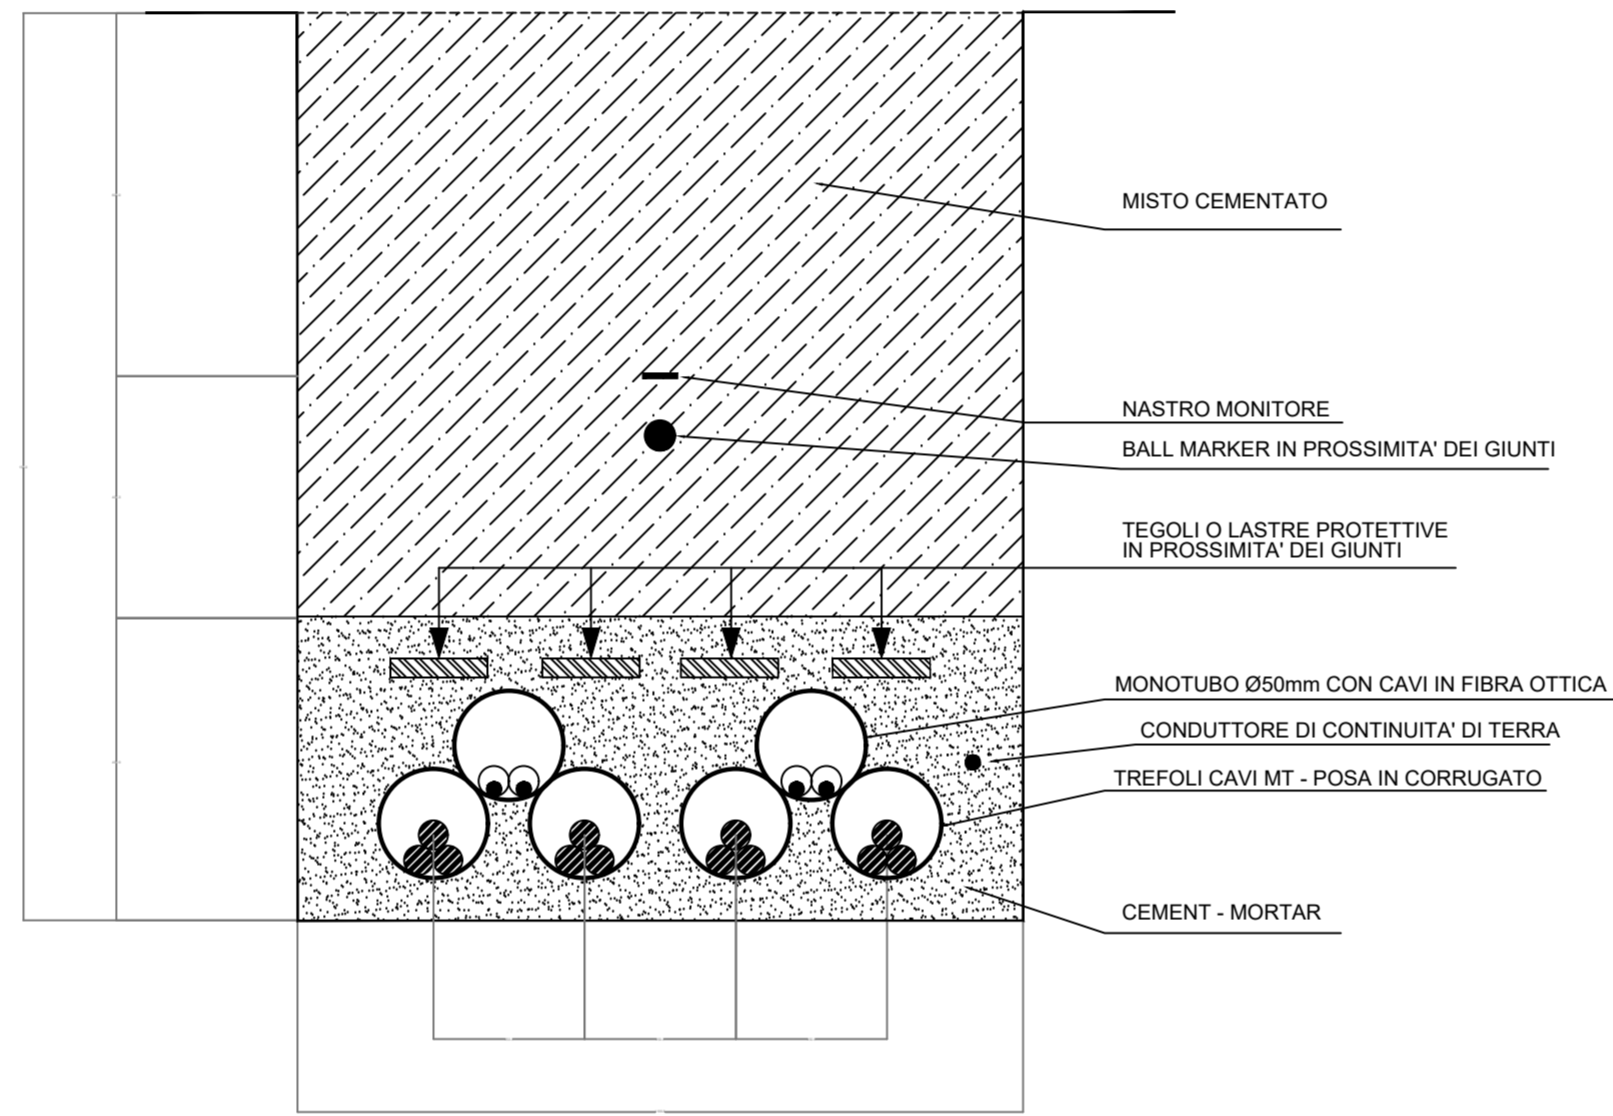 MISTO CEMENTATO
NASTRO MONITORE
BALL MARKER IN PROSSIMITA' DEI GIUNTI
TEGOLI O LASTRE PROTETTIVE
IN PROSSIMITA' DEI GIUNTI
MONOTUBO Ø50mm CON CAVI IN FIBRA OTTICA
CONDUTTORE DI CONTINUITA' DI TERRA
TREFOLI CAVI MT - POSA IN CORRUGATO
CEMENT - MORTAR